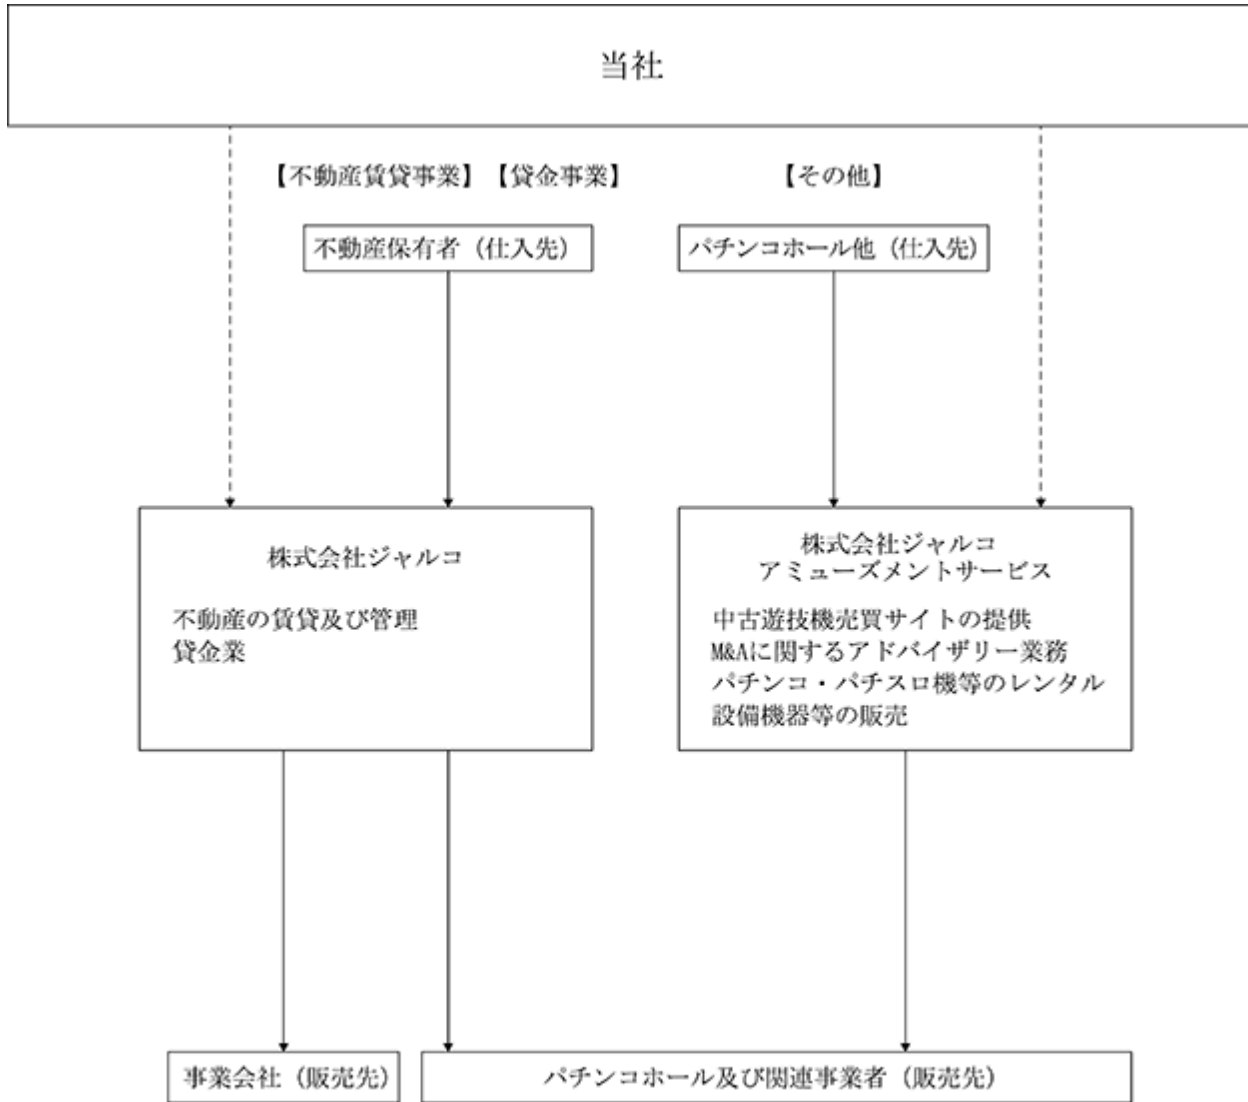 当社
【不動産賃貸事業】【貸金事業】
【その他】
不動産保有者（仕入先）
パチンコホール他（仕入先）
株式会社ジャルコ
不動産の賃貸及び管理
貸金業
株式会社ジャルコ
アミューズメントサービス
中古遊技機売買サイトの提供
M&Aに関するアドバイザリー業務
パチンコ・パチスロ機等のレンタル
設備機器等の販売
事業会社（販売先）
パチンコホール及び関連事業者（販売先）